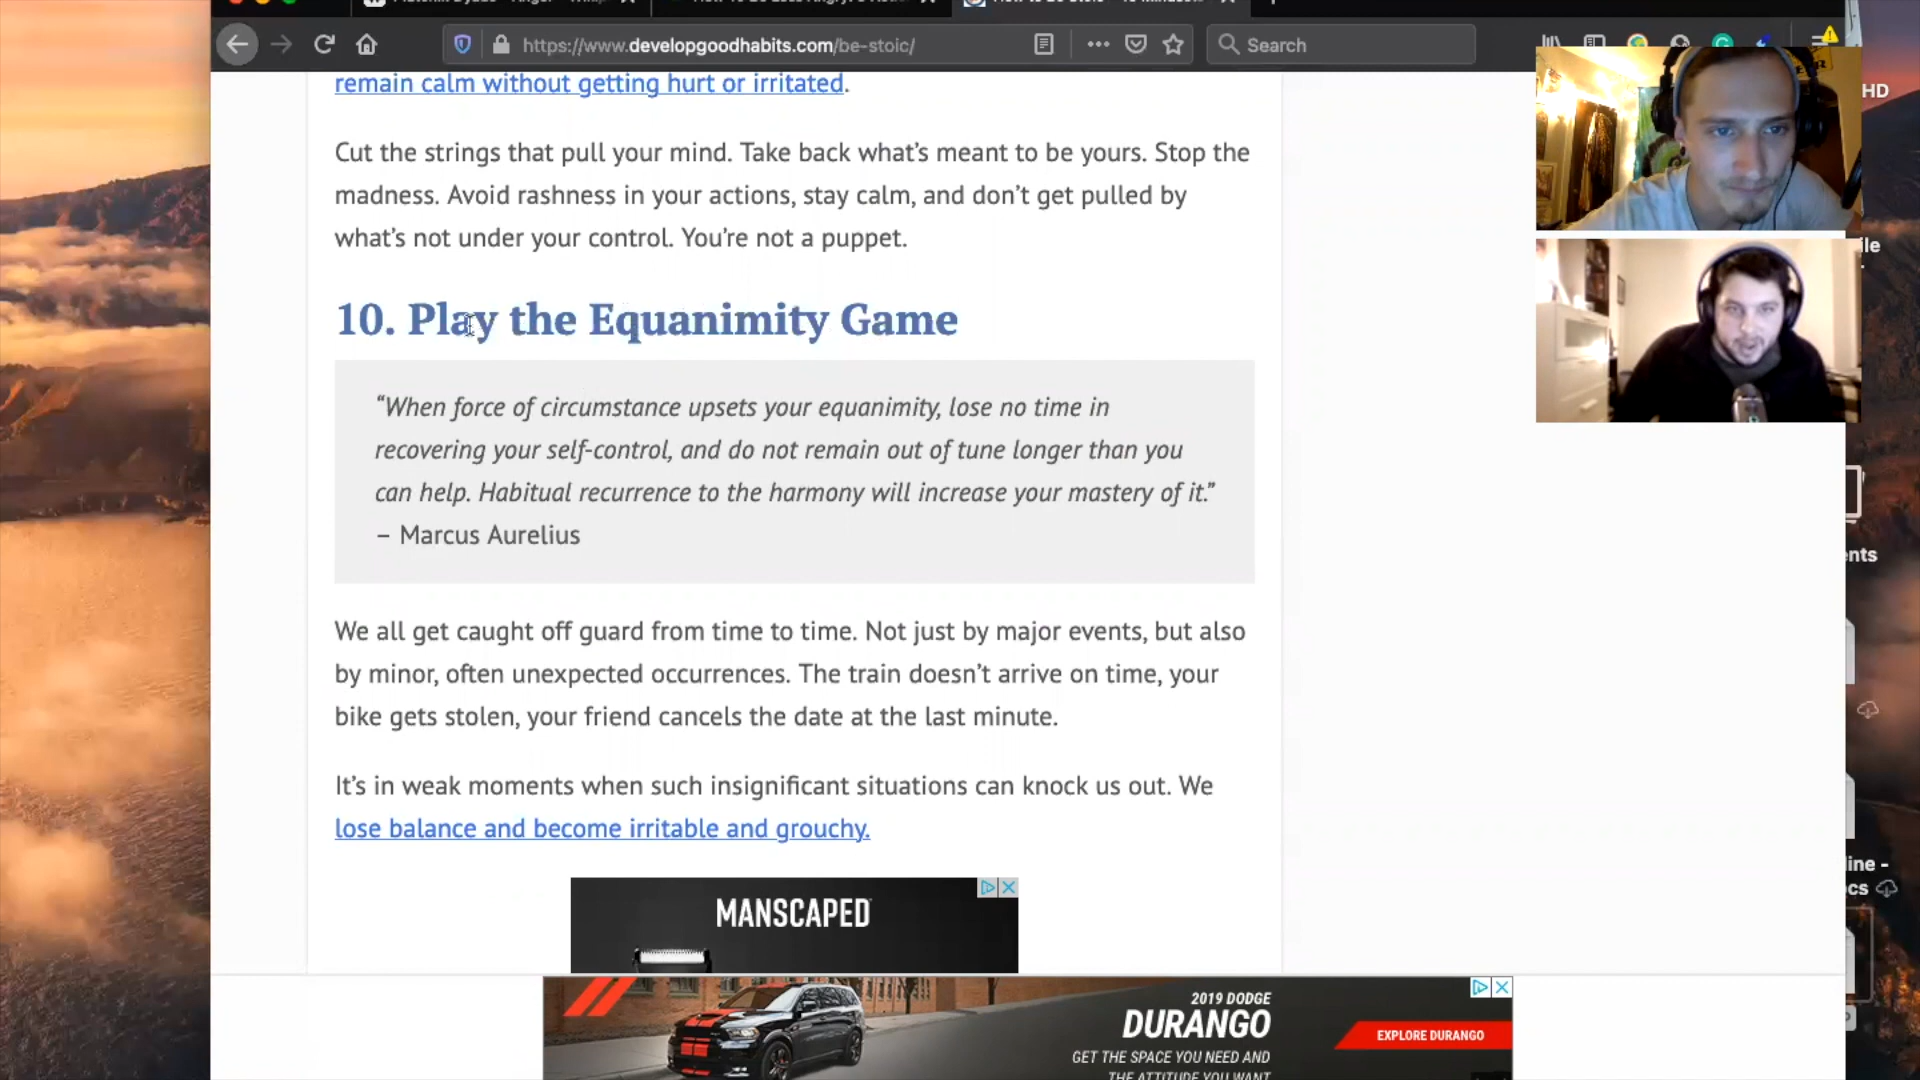 https://www.developgoodhabits.com/be-stoic/
Search
HD
remain calm without getting hurt or irritated.
Cut the strings that pull your mind. Take back what's meant to be yours. Stop the
madness. Avoid rashness in your actions, stay calm, and don't get pulled by
what's not under your control. You're not a puppet.
10. Play the Equanimity Game
“When force of circumstance upsets your equanimity, lose no time in
recovering your self-control, and do not remain out of tune longer than you
can help. Habitual recurrence to the harmony will increase your mastery of it.”
– Marcus Aurelius
We all get caught off guard from time to time. Not just by major events, but also
by minor, often unexpected occurrences. The train doesn't arrive on time, your
bike gets stolen, your friend cancels the date at the last minute.
It's in weak moments when such insignificant situations can knock us out. We
lose balance and become irritable and grouchy.
MANSCAPED
2019 DODGE
DURANGO
GET THE SPACE YOU NEED AND
THE ATTITUDE YOU WANT
EXPLORE DURANGO
ile
ents
ine -
ocs